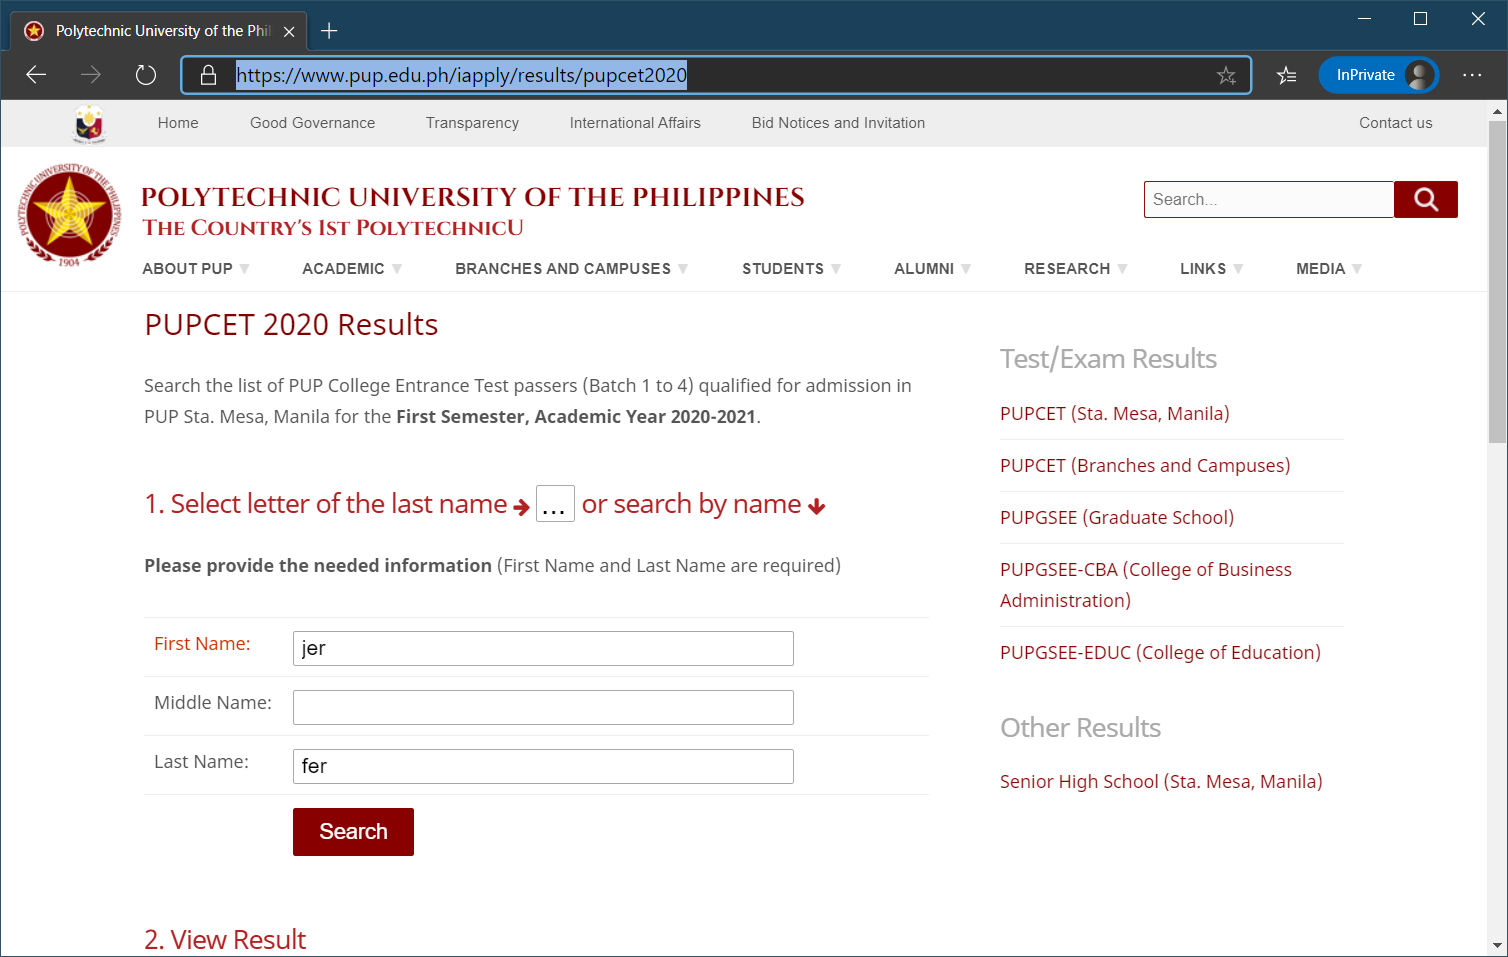 Polytechnic University of the Phil
https://www.pup.edu.ph/iapply/results/pupcet2020
InPrivate
Home Good Governance Transparency International Affairs Bid Notices and Invitation Contact us
POLYTECHNIC UNIVERSITY OF THE PHILIPPINES
1904
POLYTECHNIC UNIVERSITY OF THE PHILIPPINES
THE COUNTRY'S 1ST POLYTECHNICU
Search...
ABOUT PUP ACADEMIC BRANCHES AND CAMPUSES STUDENTS ALUMNI RESEARCH LINKS MEDIA
PUPCET 2020 Results
Search the list of PUP College Entrance Test passers (Batch 1 to 4) qualified for admission in
PUP Sta. Mesa, Manila for the First Semester, Academic Year 2020-2021.
1. Select letter of the last name ... or search by name
Please provide the needed information (First Name and Last Name are required)
First Name: jer
Middle Name:
Last Name: fer
Search
2. View Result
Test/Exam Results
PUPCET (Sta. Mesa, Manila)
PUPCET (Branches and Campuses)
PUPGSEE (Graduate School)
PUPGSEE-CBA (College of Business
Administration)
PUPGSEE-EDUC (College of Education)
Other Results
Senior High School (Sta. Mesa, Manila)